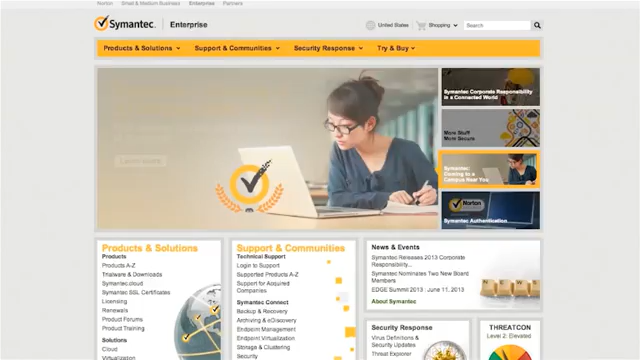 Norton Small & Medium Business Enterprise Partners
Symantec. Enterprise
United States Shopping Search
Products & Solutions Support & Communities Security Response Try & Buy
Symantec Corporate Responsibility
in a Connected World
More Stuff
More Secure
Symantec:
Coming to a
Campus Near You
Norton
Symantec Authentication
Products & Solutions
Products
Products A-Z
Trialware & Downloads
Symantec.cloud
Symantec SSL Certificates
Licensing
Renewals
Product Forums
Product Training
Solutions
Cloud
Virtualization
Support & Communities
Technical Support
Login to Support
Supported Products A-Z
Support for Acquired
Companies
Symantec Connect
Backup & Recovery
Archiving & eDiscovery
Endpoint Management
Endpoint Virtualization
Storage & Clustering
Security
News & Events
Symantec Releases 2013 Corporate
Responsibility...
Symantec Nominates Two New Board
Members
EDGE Summit 2013 : June 11, 2013
About Symantec
NEWS
Security Response
Virus Definitions &
Security Updates
Threat Explorer
THREATCON
Level 2: Elevated